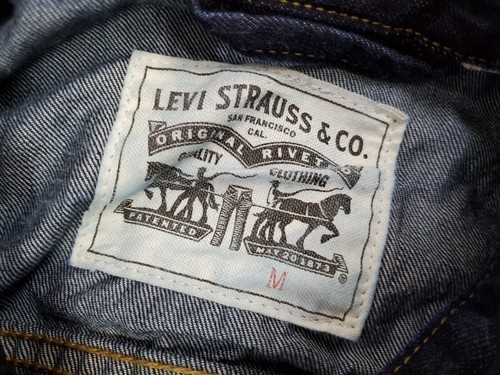 LEVI STRAUSS & CO.
SAN FRANCISCO
CAL.
ORIGINAL RIVETED
QUALITY CLOTHING
PATENTED MAY 20 1873
M
®